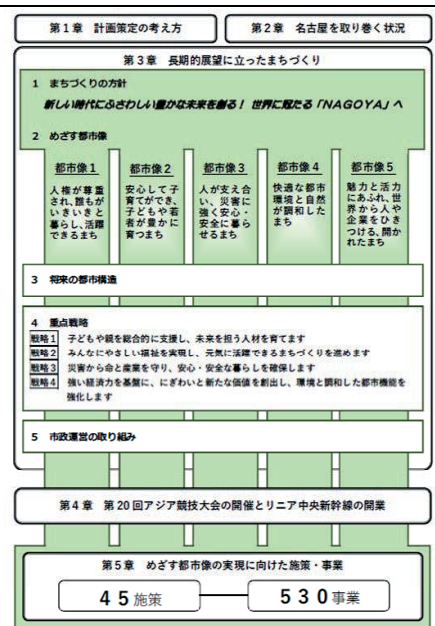 第1章　計画策定の考え方
第2章　名古屋を取り巻く状況
第3章　長期的展望に立ったまちづくり
1　まちづくりの方針
新しい時代にふさわしい豊かな未来を創る！ 世界に冠たる「NAGOYA」へ
2　めざす都市像
都市像1
人権が尊重
され、誰もが
いきいきと
暮らし、活躍
できるまち
都市像2
安心して子
育てができ、
子どもや若
者が豊かに
育つまち
都市像3
人が支え合
い、災害に
強く安心・
安全に暮ら
せるまち
都市像4
快適な都市
環境と自然
が調和した
まち
都市像5
魅力と活力
にあふれ、世
界から人や
企業をひき
つける、開か
れたまち
3　将来の都市構造
4　重点戦略
戦略1　子どもや親を総合的に支援し、未来を担う人材を育てます
戦略2　みんなにやさしい福祉を実現し、元気に活躍できるまちづくりを進めます
戦略3　災害から命と産業を守り、安心・安全な暮らしを確保します
戦略4　強い経済力を基盤に、にぎわいと新たな価値を創出し、環境と調和した都市機能を
強化します
5　市政運営の取り組み
第4章　第20回アジア競技大会の開催とリニア中央新幹線の開業
第5章　めざす都市像の実現に向けた施策・事業
45施策
530事業